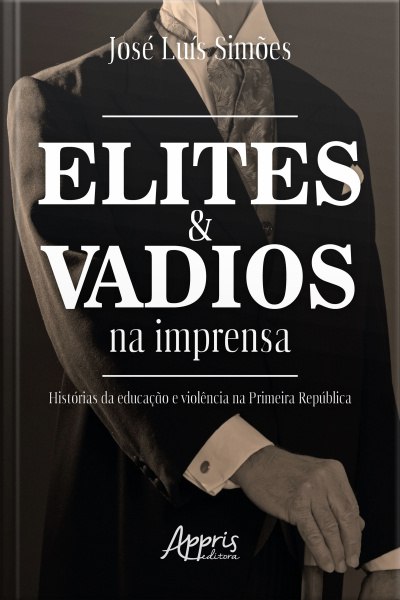 José Luís Simões
ELITES
&
VADIOS
na imprensa
Histórias da educação e violência na Primeira República
Appris
editora